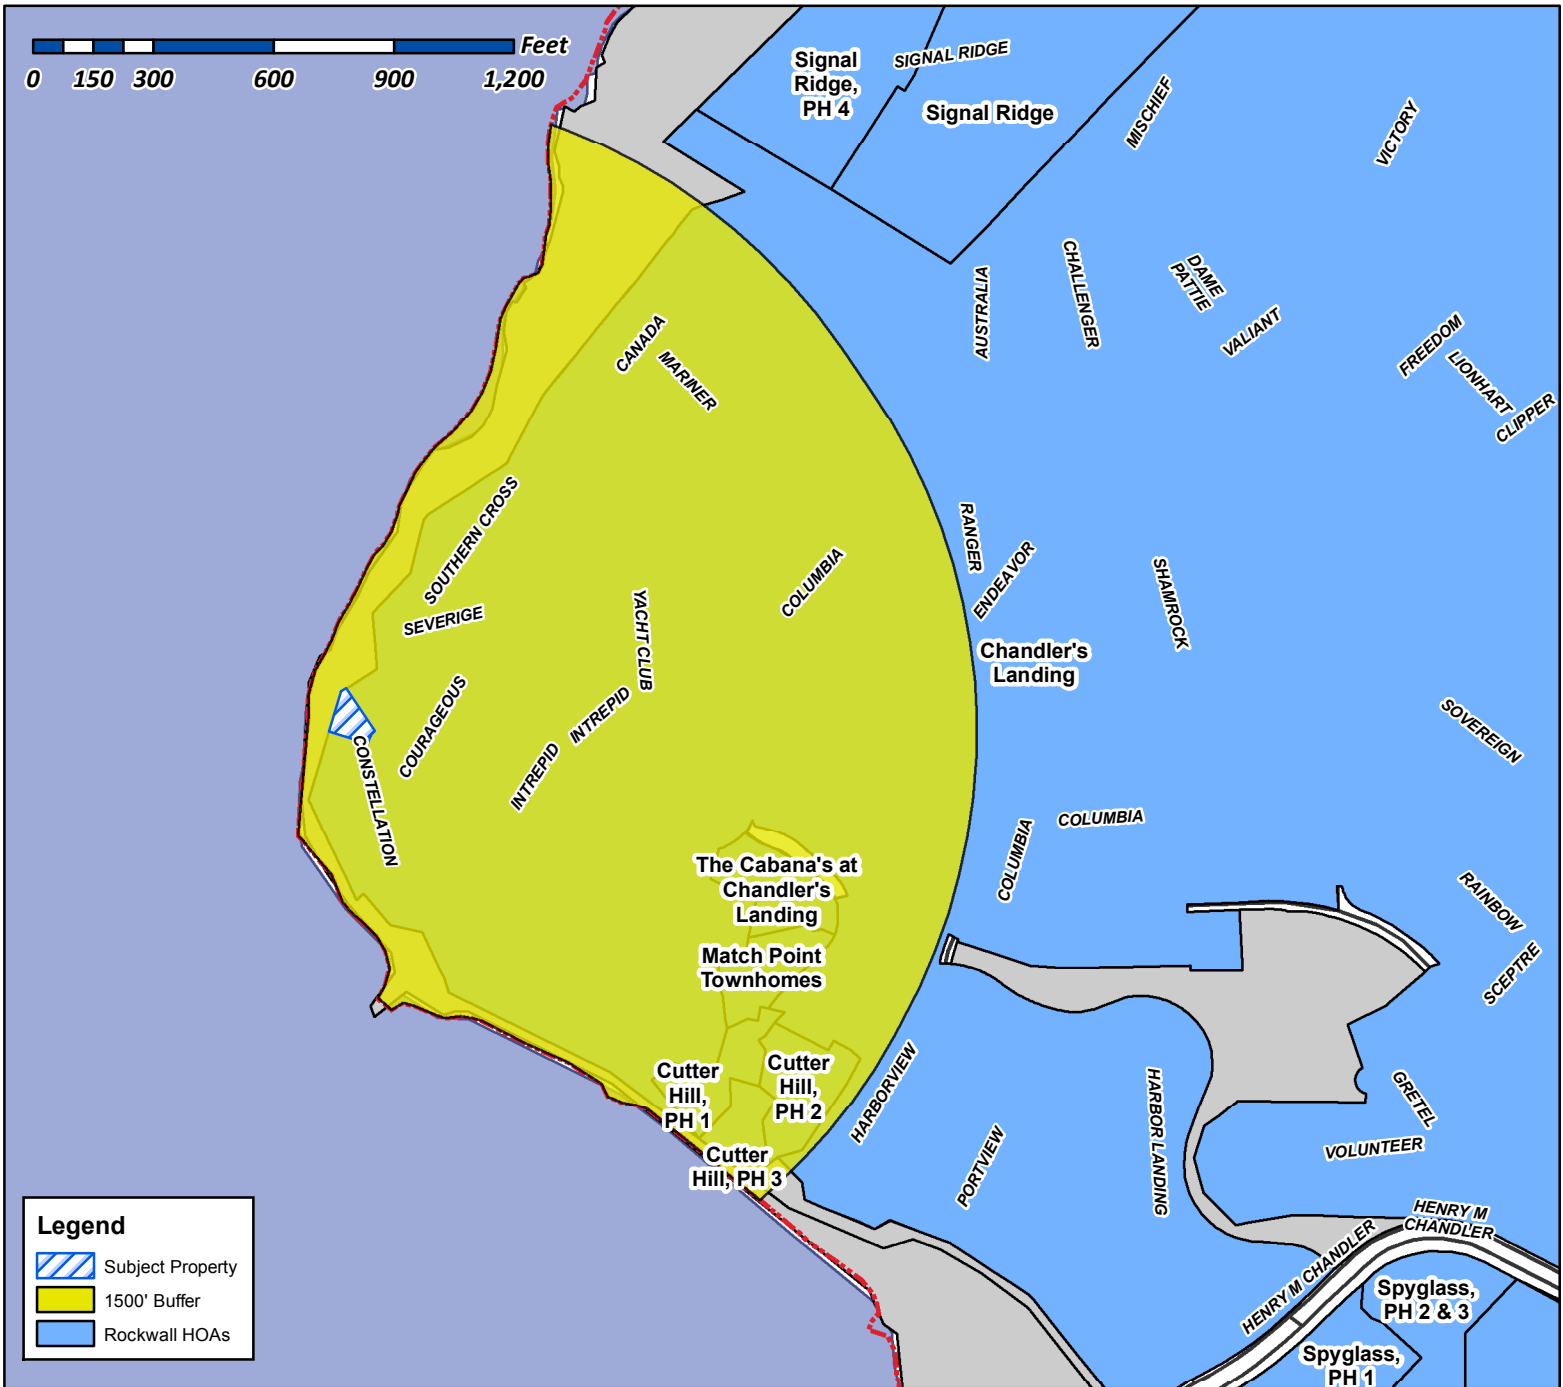 Feet
0 150 300 600 900 1,200
Signal
Ridge,
PH 4
SIGNAL RIDGE
Signal Ridge
MISCHIEF
VICTORY
AUSTRALIA
CHALLENGER
DAME
PATTIE
VALIANT
FREEDOM
LIONHART
CLIPPER
CANADA
MARINER
SOUTHERN CROSS
SEVERIGE
COLUMBIA
YACHT CLUB
RANGER
ENDEAVOR
SHAMROCK
Chandler's
Landing
COURAGEOUS
INTREPID
INTREPID
CONSTELLATION
SOVEREIGN
COLUMBIA
COLUMBIA
The Cabana's at
Chandler's
Landing
Match Point
Townhomes
RAINBOW
SCEPTRE
Cutter
Hill,
PH 1
Cutter
Hill,
PH 2
Cutter
Hill, PH 3
HARBORVIEW
PORTVIEW
HARBOR LANDING
GRETEL
VOLUNTEER
HENRY M
CHANDLER
HENRY M CHANDLER
Spyglass,
PH 2 & 3
Spyglass,
PH 1
Legend
Subject Property
1500' Buffer
Rockwall HOAs